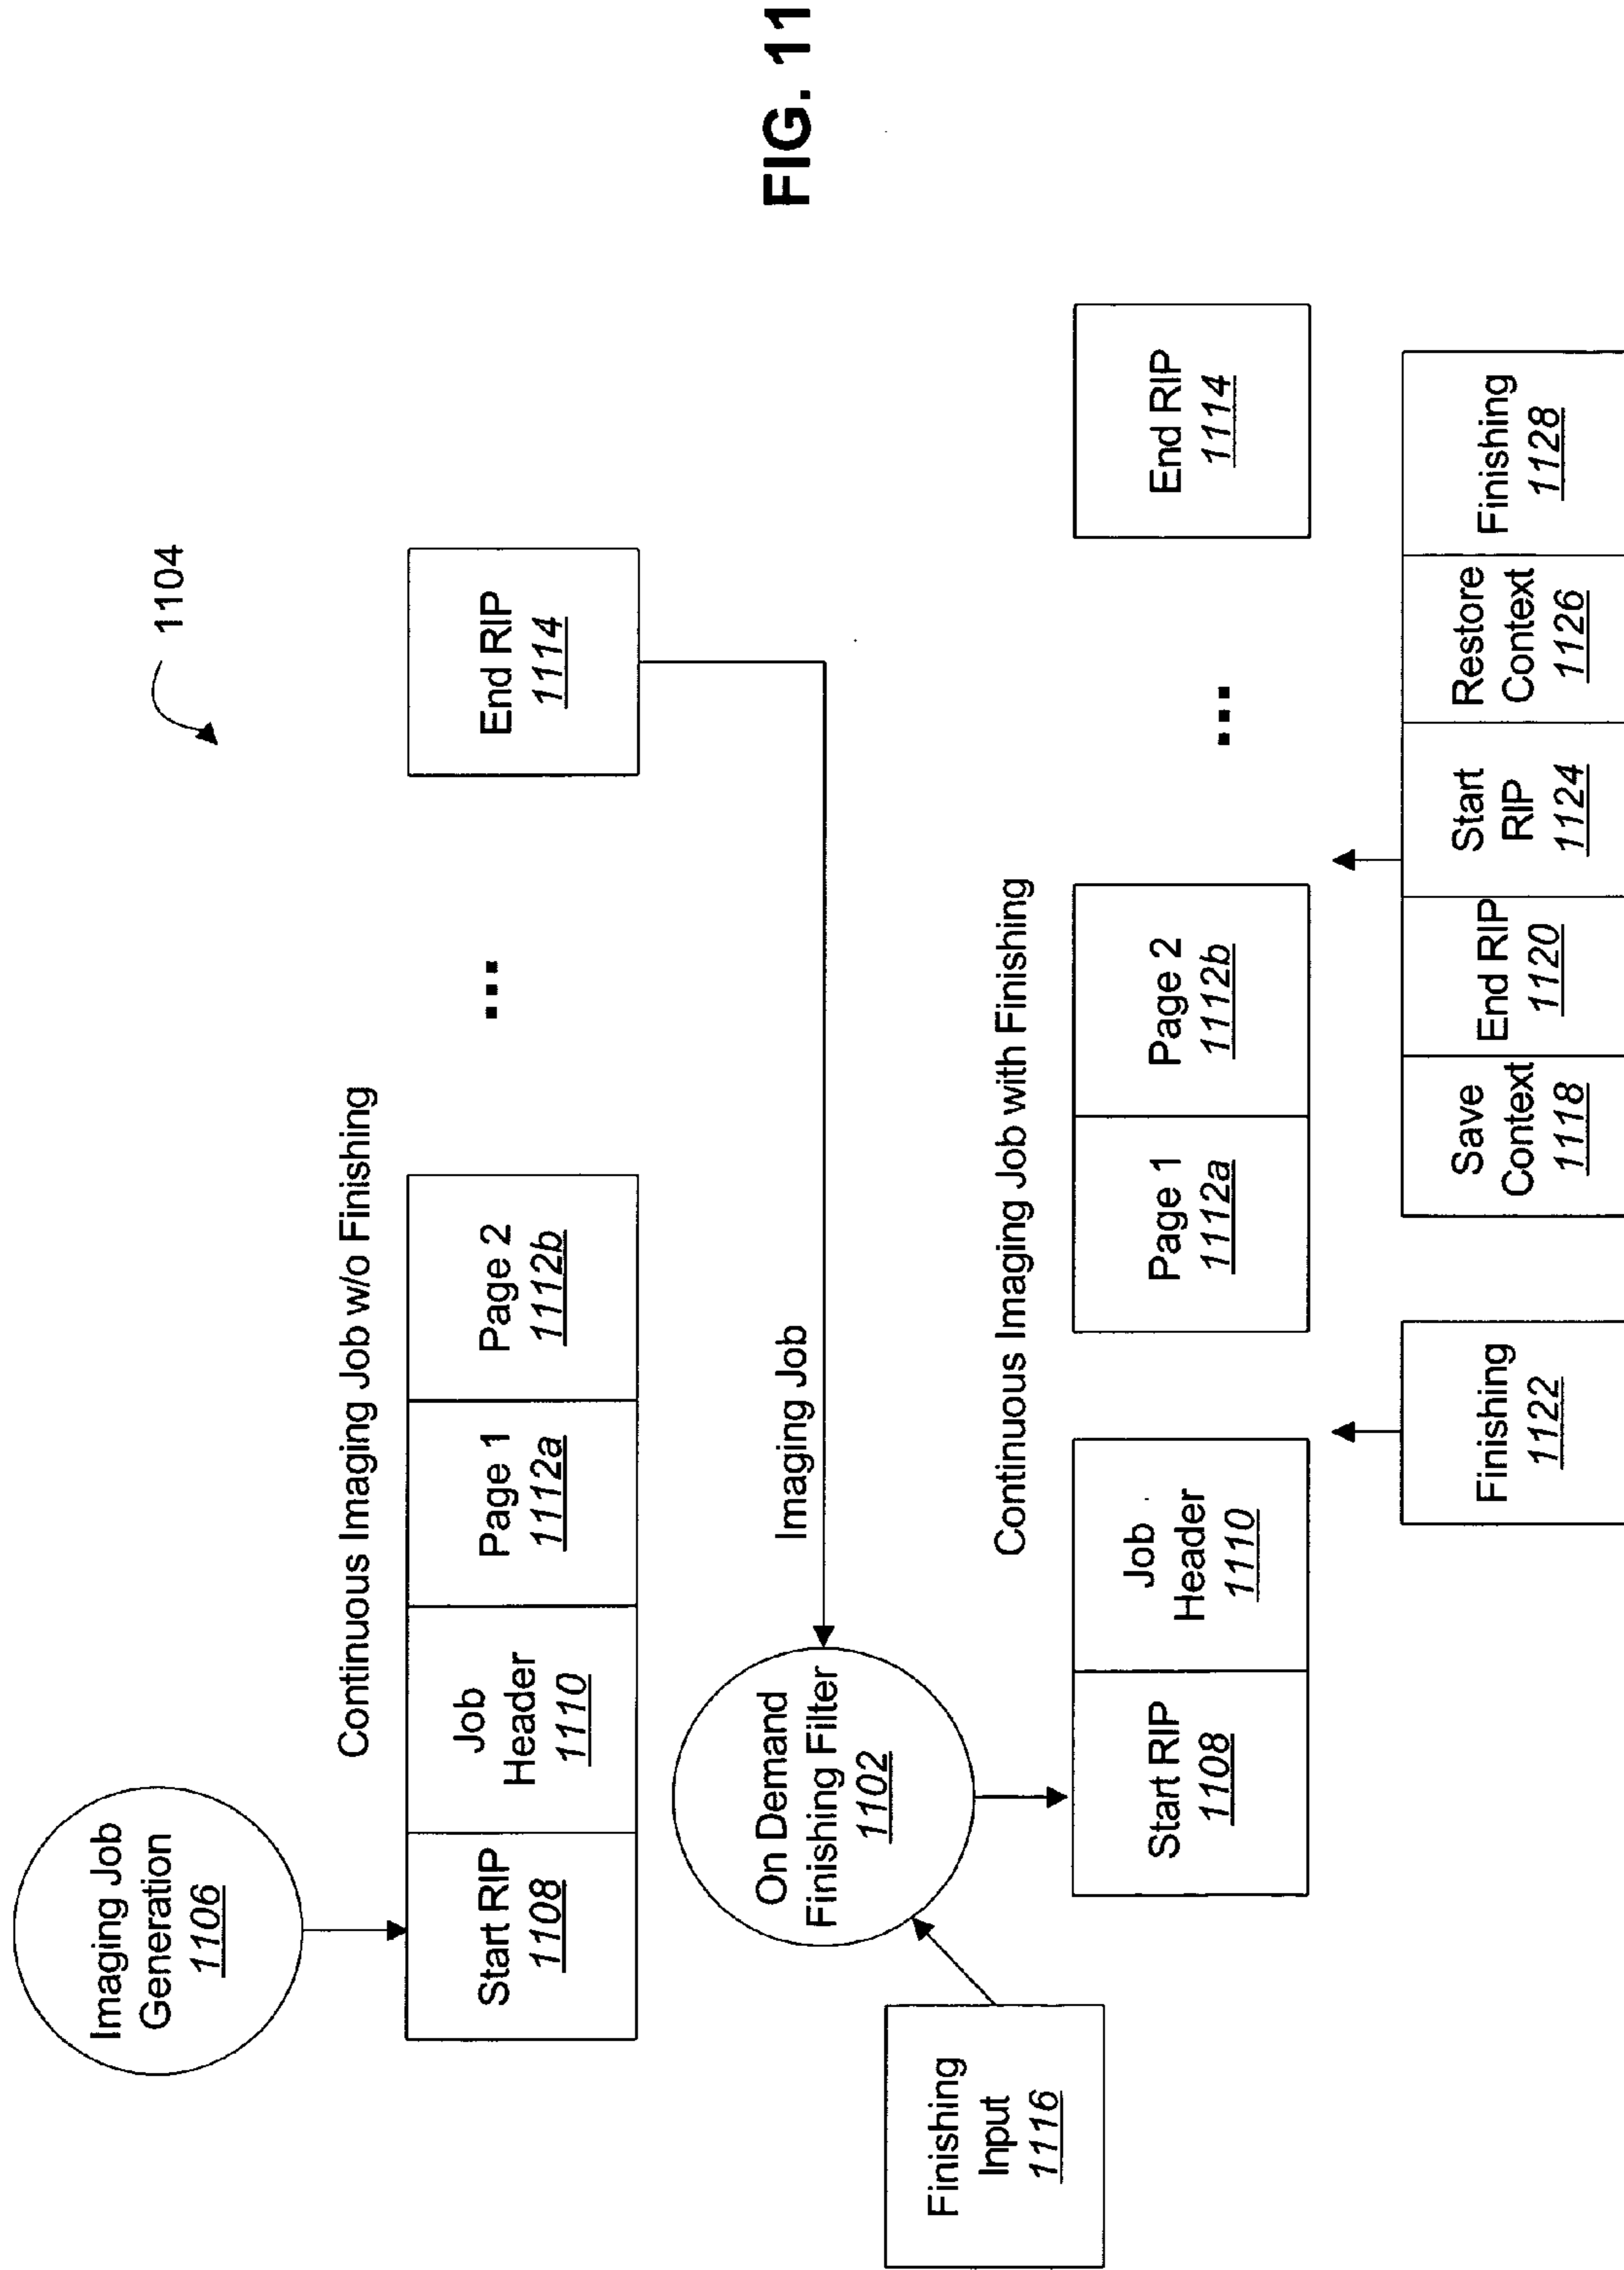 1104
Imaging Job
Generation
1106
Continuous Imaging Job w/o Finishing
Start RIP
1108
Job
Header
1110
Page 1
1112a
Page 2
1112b
...
End RIP
1114
Imaging Job
On Demand
Finishing Filter
1102
Finishing
Input
1116
Continuous Imaging Job with Finishing
Start RIP
1108
Job
Header
1110
Page 1
1112a
Page 2
1112b
...
End RIP
1114
Finishing
1122
Save
Context
1118
End RIP
1120
Start
RIP
1124
Restore
Context
1126
Finishing
1128
FIG. 11